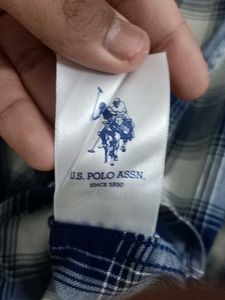 U.S. POLO ASSN.
SINCE 1890